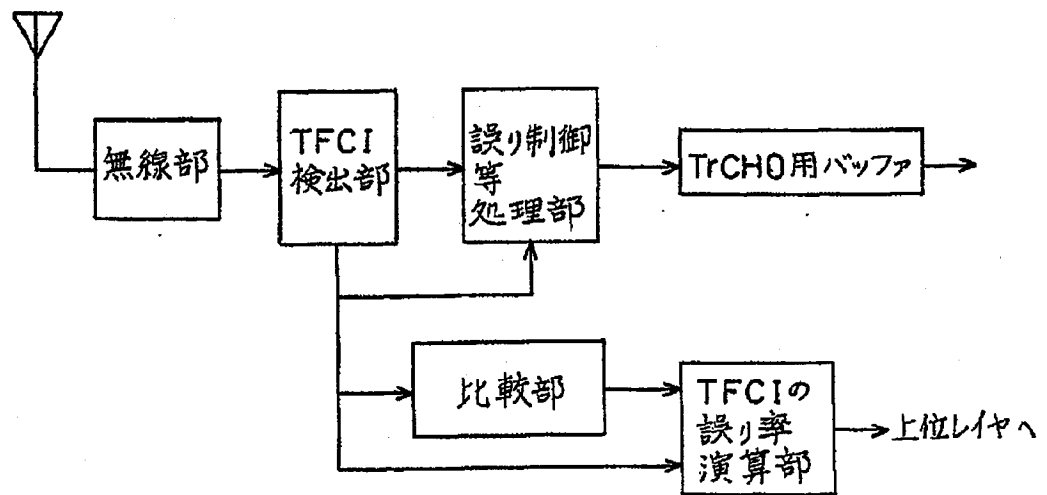 無線部
TFCI
検出部
誤り制御
等
処理部
TrCH0用バッファ
比較部
TFCIの
誤り率
演算部
上位レイヤへ